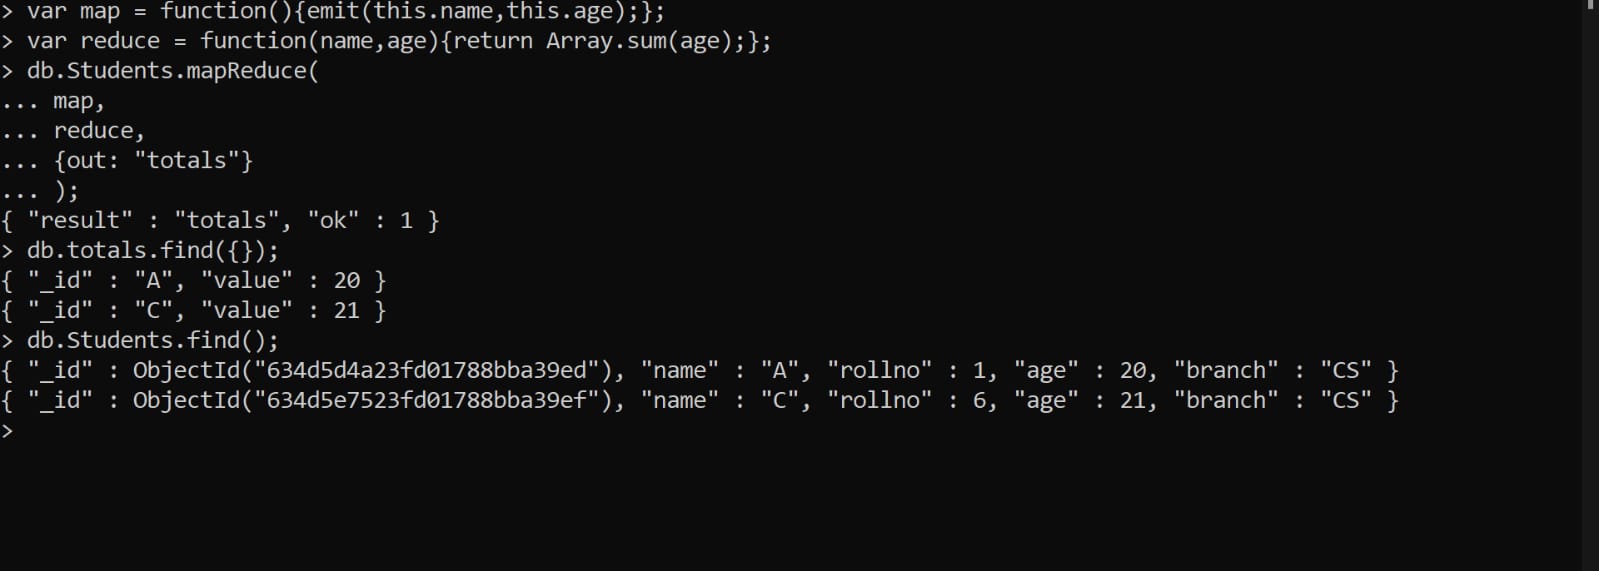 > var map = function(){emit(this.name,this.age);};
> var reduce = function(name,age){return Array.sum(age);};
> db.Students.mapReduce(
... map,
... reduce,
... {out: "totals"}
... );
{ "result" : "totals", "ok" : 1 }
> db.totals.find({});
{ "_id" : "A", "value" : 20 }
{ "_id" : "C", "value" : 21 }
> db.Students.find();
{ "_id" : ObjectId("634d5d4a23fd01788bba39ed"), "name" : "A", "rollno" : 1, "age" : 20, "branch" : "CS" }
{ "_id" : ObjectId("634d5e7523fd01788bba39ef"), "name" : "C", "rollno" : 6, "age" : 21, "branch" : "CS" }
>